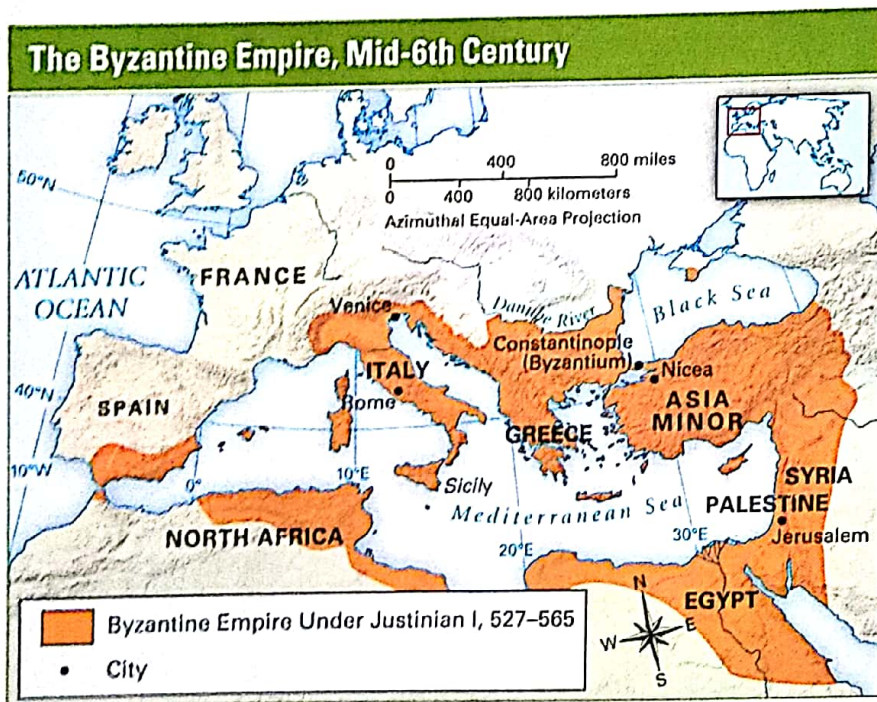 The Byzantine Empire, Mid-6th Century
0 400 800 miles
0 400 800 kilometers
Azimuthal Equal-Area Projection
50°N
ATLANTIC
OCEAN
FRANCE
Venice
Danube River
Black Sea
Constantinople
(Byzantium)
Nicea
40°N
SPAIN
ITALY
Rome
ASIA
MINOR
GREECE
10°W
0°
10°E
Sicily
SYRIA
Mediterranean Sea
PALESTINE
Jerusalem
NORTH AFRICA
20°E
30°E
EGYPT
N
W E
S
Byzantine Empire Under Justinian I, 527–565
City